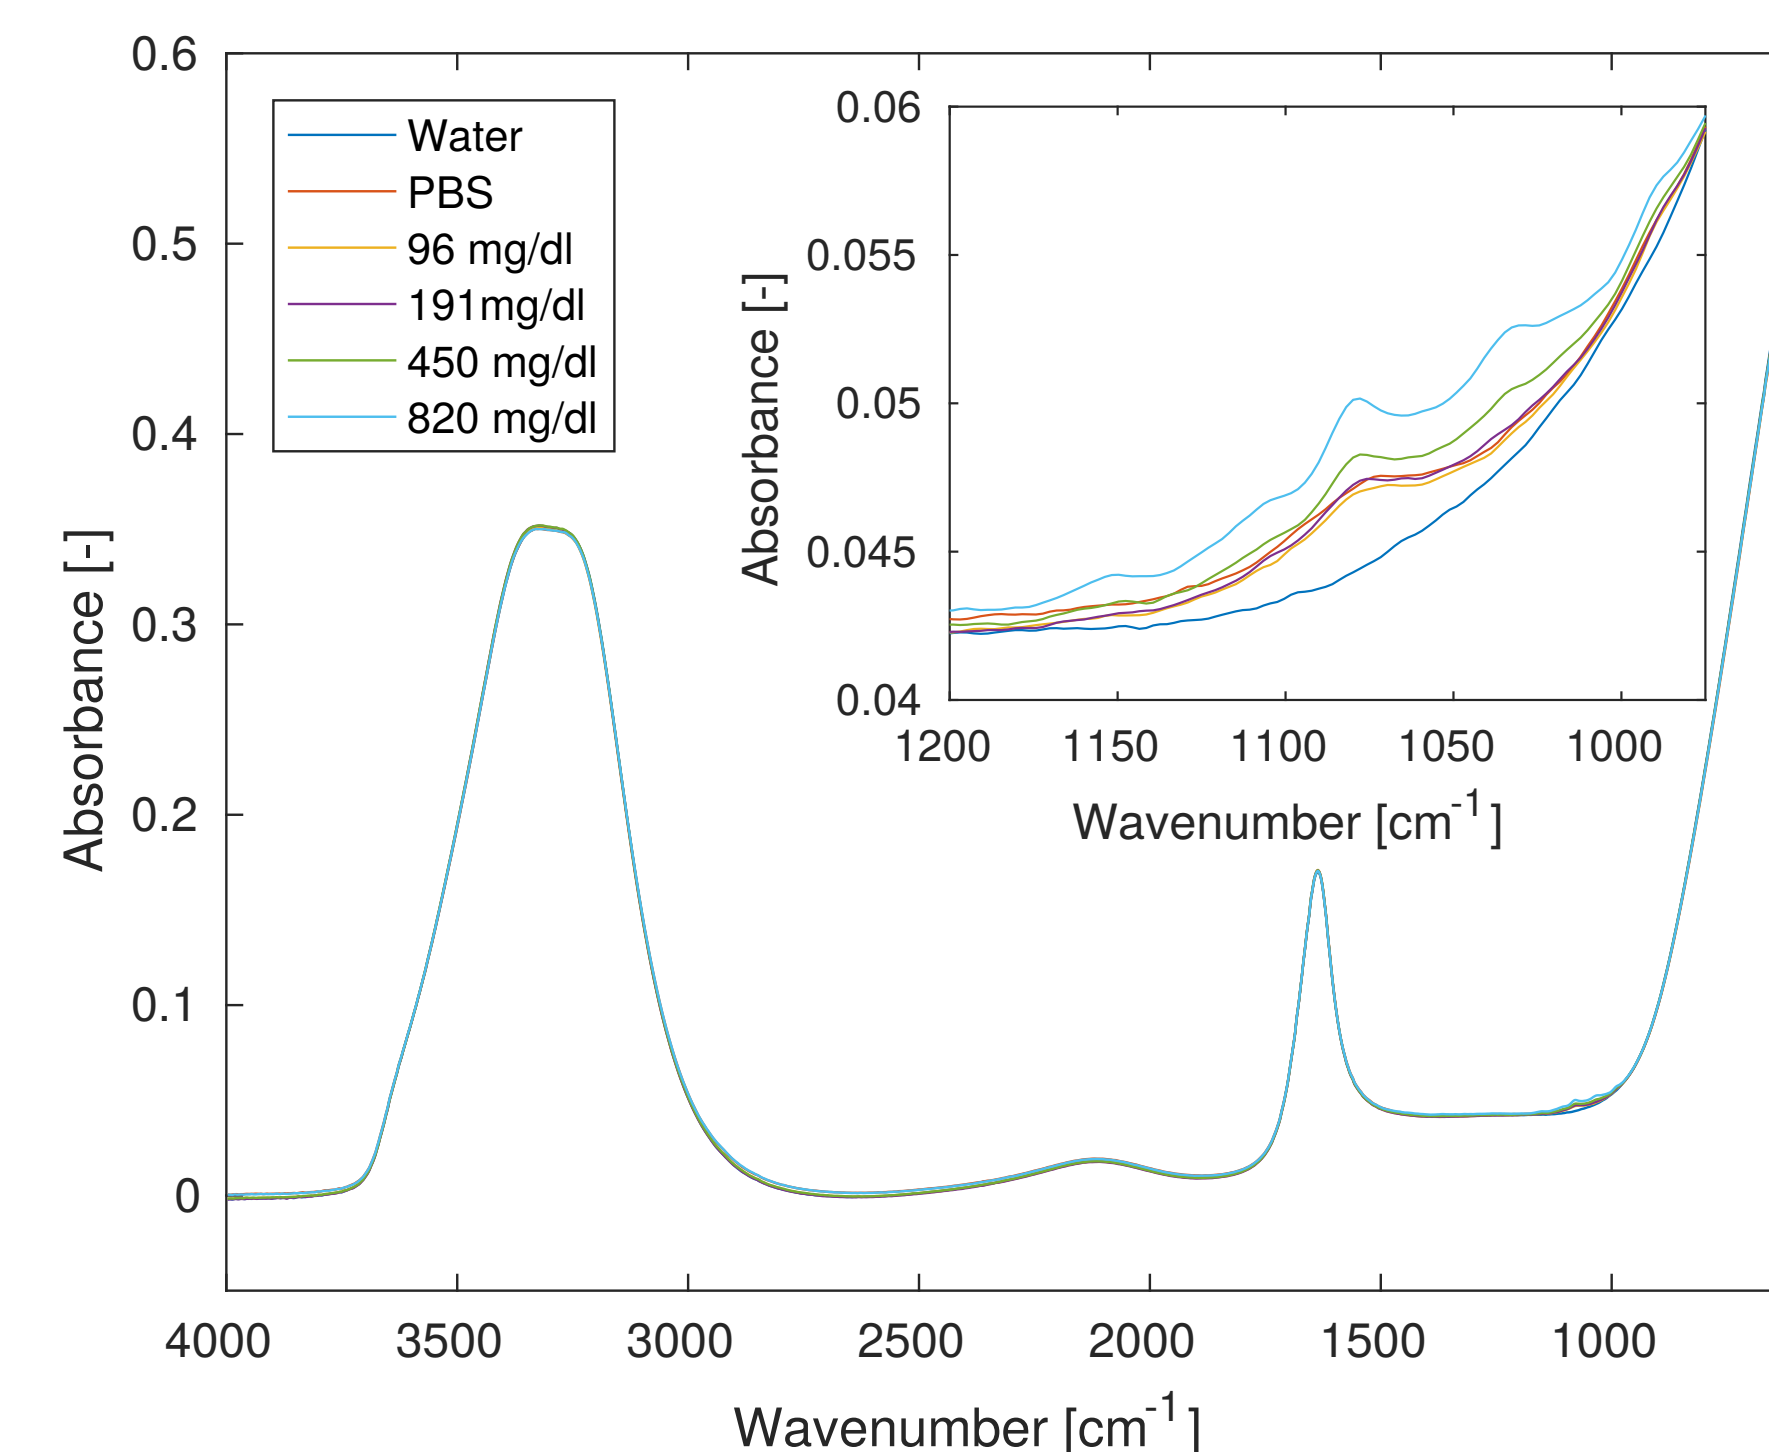 0.6
0.5
0.4
0.3
0.2
0.1
0
Absorbance [-]
4000 3500 3000 2500 2000 1500 1000
Wavenumber [cm⁻¹]
Water
PBS
96 mg/dl
191mg/dl
450 mg/dl
820 mg/dl
0.06
0.055
0.05
0.045
0.04
Absorbance [-]
1200 1150 1100 1050 1000
Wavenumber [cm⁻¹]